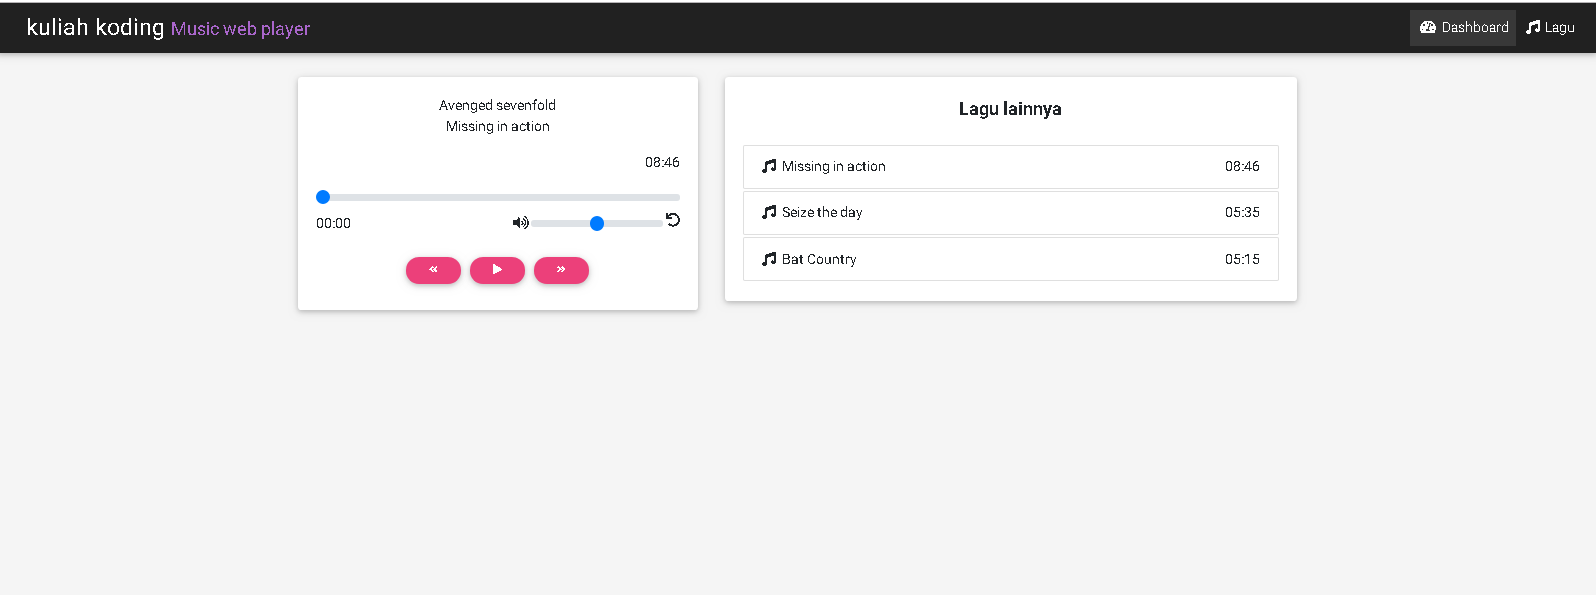 kuliah koding Music web player
Dashboard
Lagu
Avenged sevenfold
Missing in action
08:46
00:00
Lagu lainnya
Missing in action 08:46
Seize the day 05:35
Bat Country 05:15